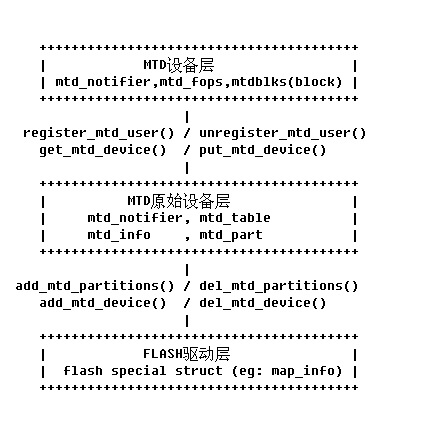 +++++++++++++++++++++++++++++++++++++++
| MTD设备层 |
| mtd_notifier,mtd_fops,mtdblks(block) |
+++++++++++++++++++++++++++++++++++++++
|
register_mtd_user() / unregister_mtd_user()
get_mtd_device() / put_mtd_device()
|
+++++++++++++++++++++++++++++++++++++++
| MTD原始设备层 |
| mtd_notifier, mtd_table |
| mtd_info , mtd_part |
+++++++++++++++++++++++++++++++++++++++
|
add_mtd_partitions() / del_mtd_partitions()
add_mtd_device() / del_mtd_device()
|
+++++++++++++++++++++++++++++++++++++++
| FLASH驱动层 |
| flash special struct (eg: map_info) |
+++++++++++++++++++++++++++++++++++++++